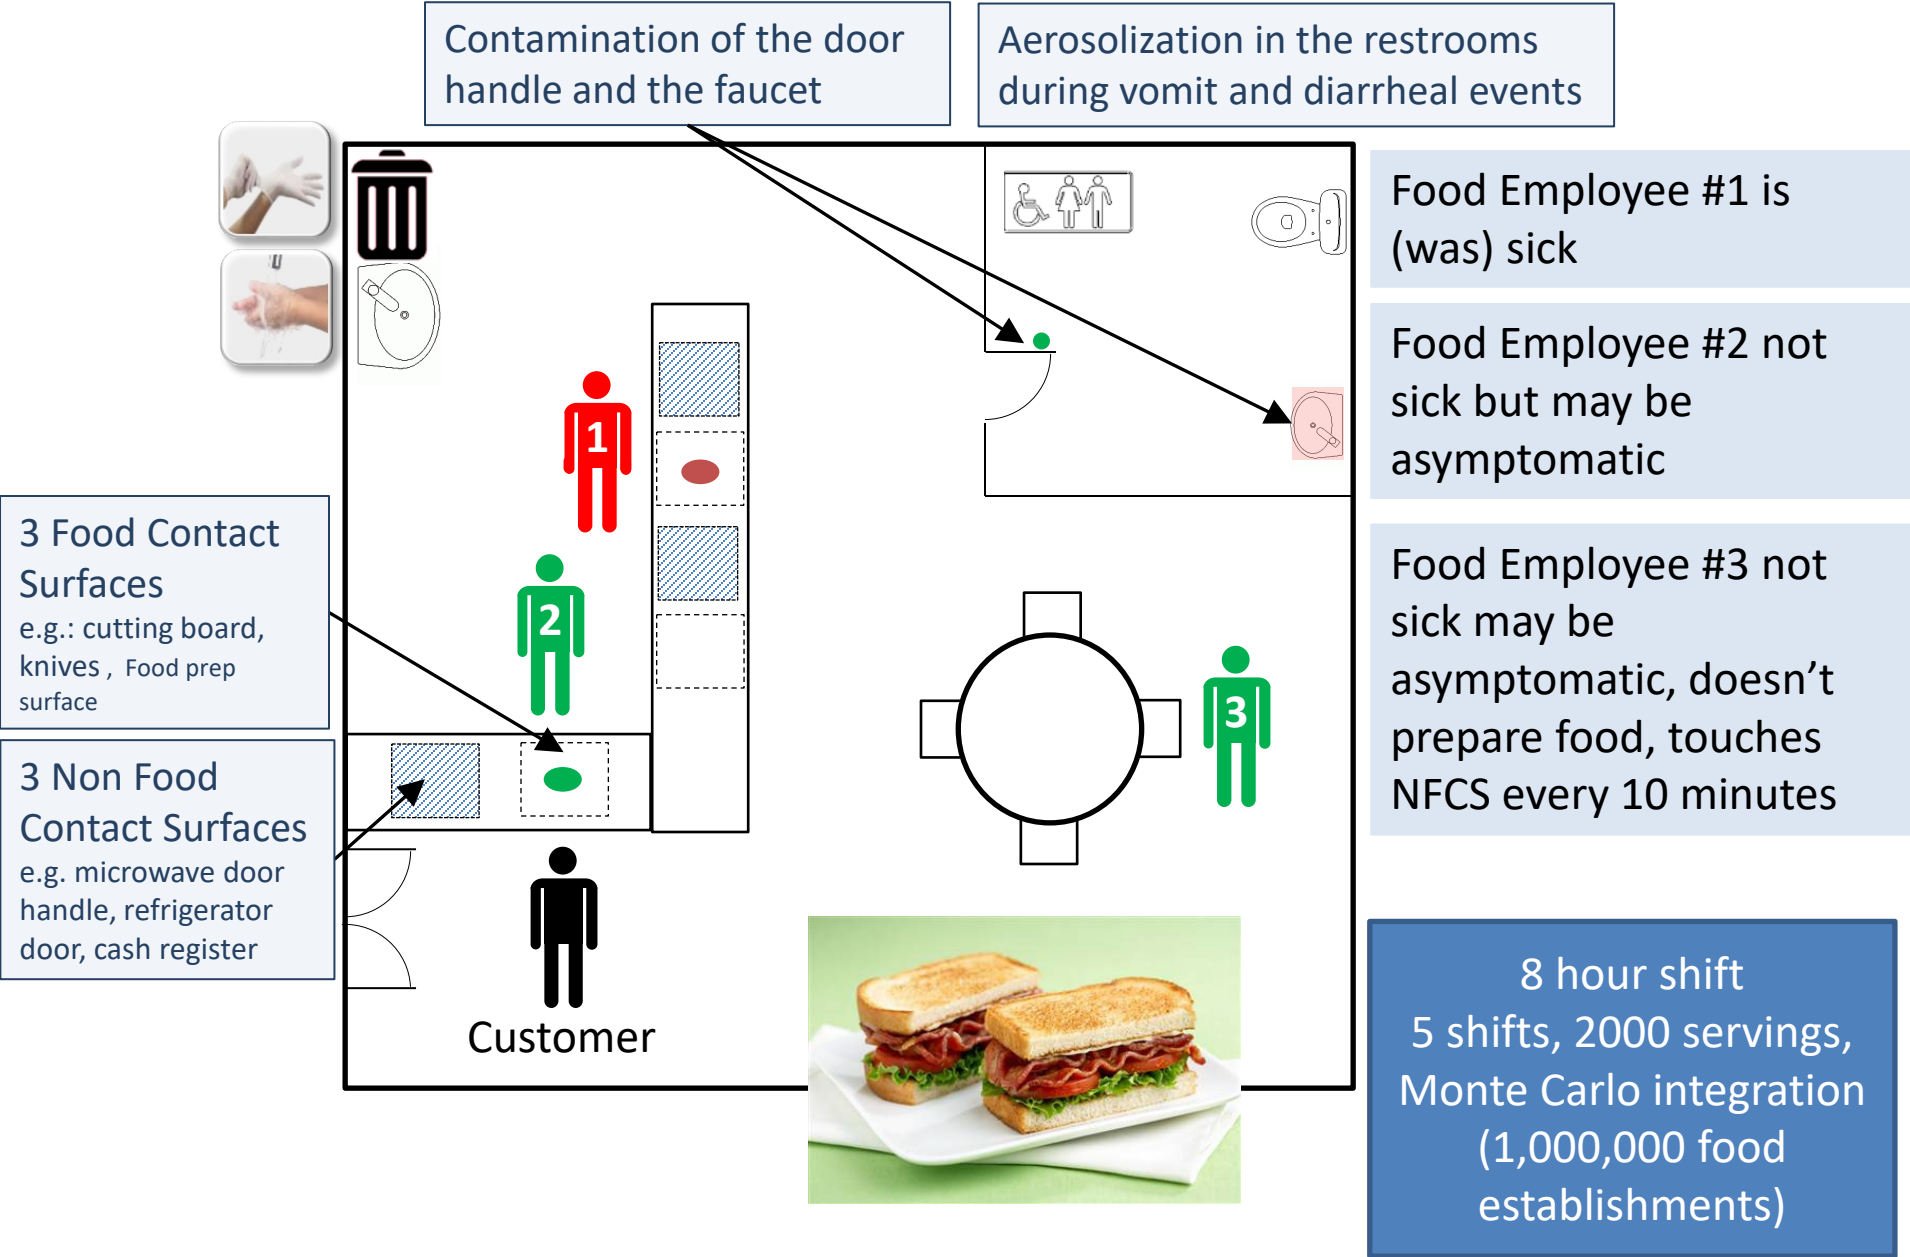 Contamination of the door
handle and the faucet
Aerosolization in the restrooms
during vomit and diarrheal events
Food Employee #1 is
(was) sick
Food Employee #2 not
sick but may be
asymptomatic
Food Employee #3 not
sick may be
asymptomatic, doesn’t
prepare food, touches
NFCS every 10 minutes
1
2
3
3 Food Contact
Surfaces
e.g.: cutting board,
knives , Food prep
surface
3 Non Food
Contact Surfaces
e.g. microwave door
handle, refrigerator
door, cash register
Customer
8 hour shift
5 shifts, 2000 servings,
Monte Carlo integration
(1,000,000 food
establishments)